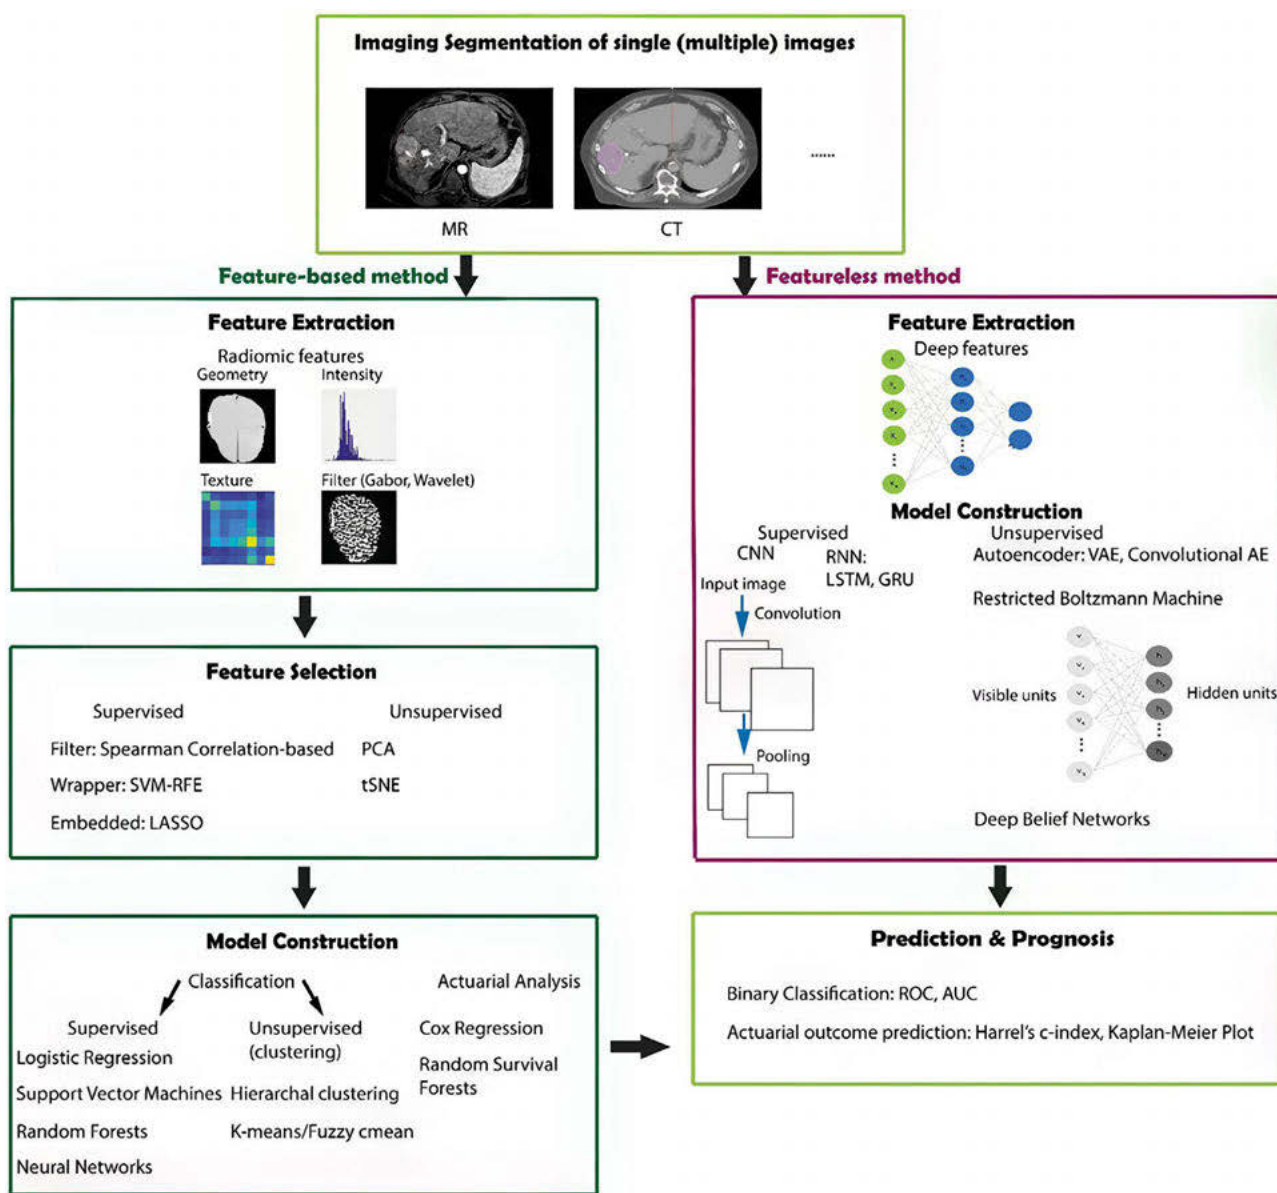 Imaging Segmentation of single (multiple) images
MR
CT
......
Feature-based method
Featureless method
Feature Extraction
Radiomic features
Geometry
Intensity
Texture
Filter (Gabor, Wavelet)
Feature Selection
Supervised
Unsupervised
Filter: Spearman Correlation-based
PCA
Wrapper: SVM-RFE
tSNE
Embedded: LASSO
Model Construction
Classification
Actuarial Analysis
Supervised
Unsupervised
(clustering)
Cox Regression
Logistic Regression
Random Survival
Forests
Support Vector Machines
Hierarchal clustering
Random Forests
K-means/Fuzzy cmean
Neural Networks
Feature Extraction
Deep features
Model Construction
Supervised
Unsupervised
CNN
RNN:
LSTM, GRU
Autoencoder: VAE, Convolutional AE
Input image
Convolution
Restricted Boltzmann Machine
Visible units
Hidden units
Pooling
Deep Belief Networks
Prediction & Prognosis
Binary Classification: ROC, AUC
Actuarial outcome prediction: Harrel's c-index, Kaplan-Meier Plot